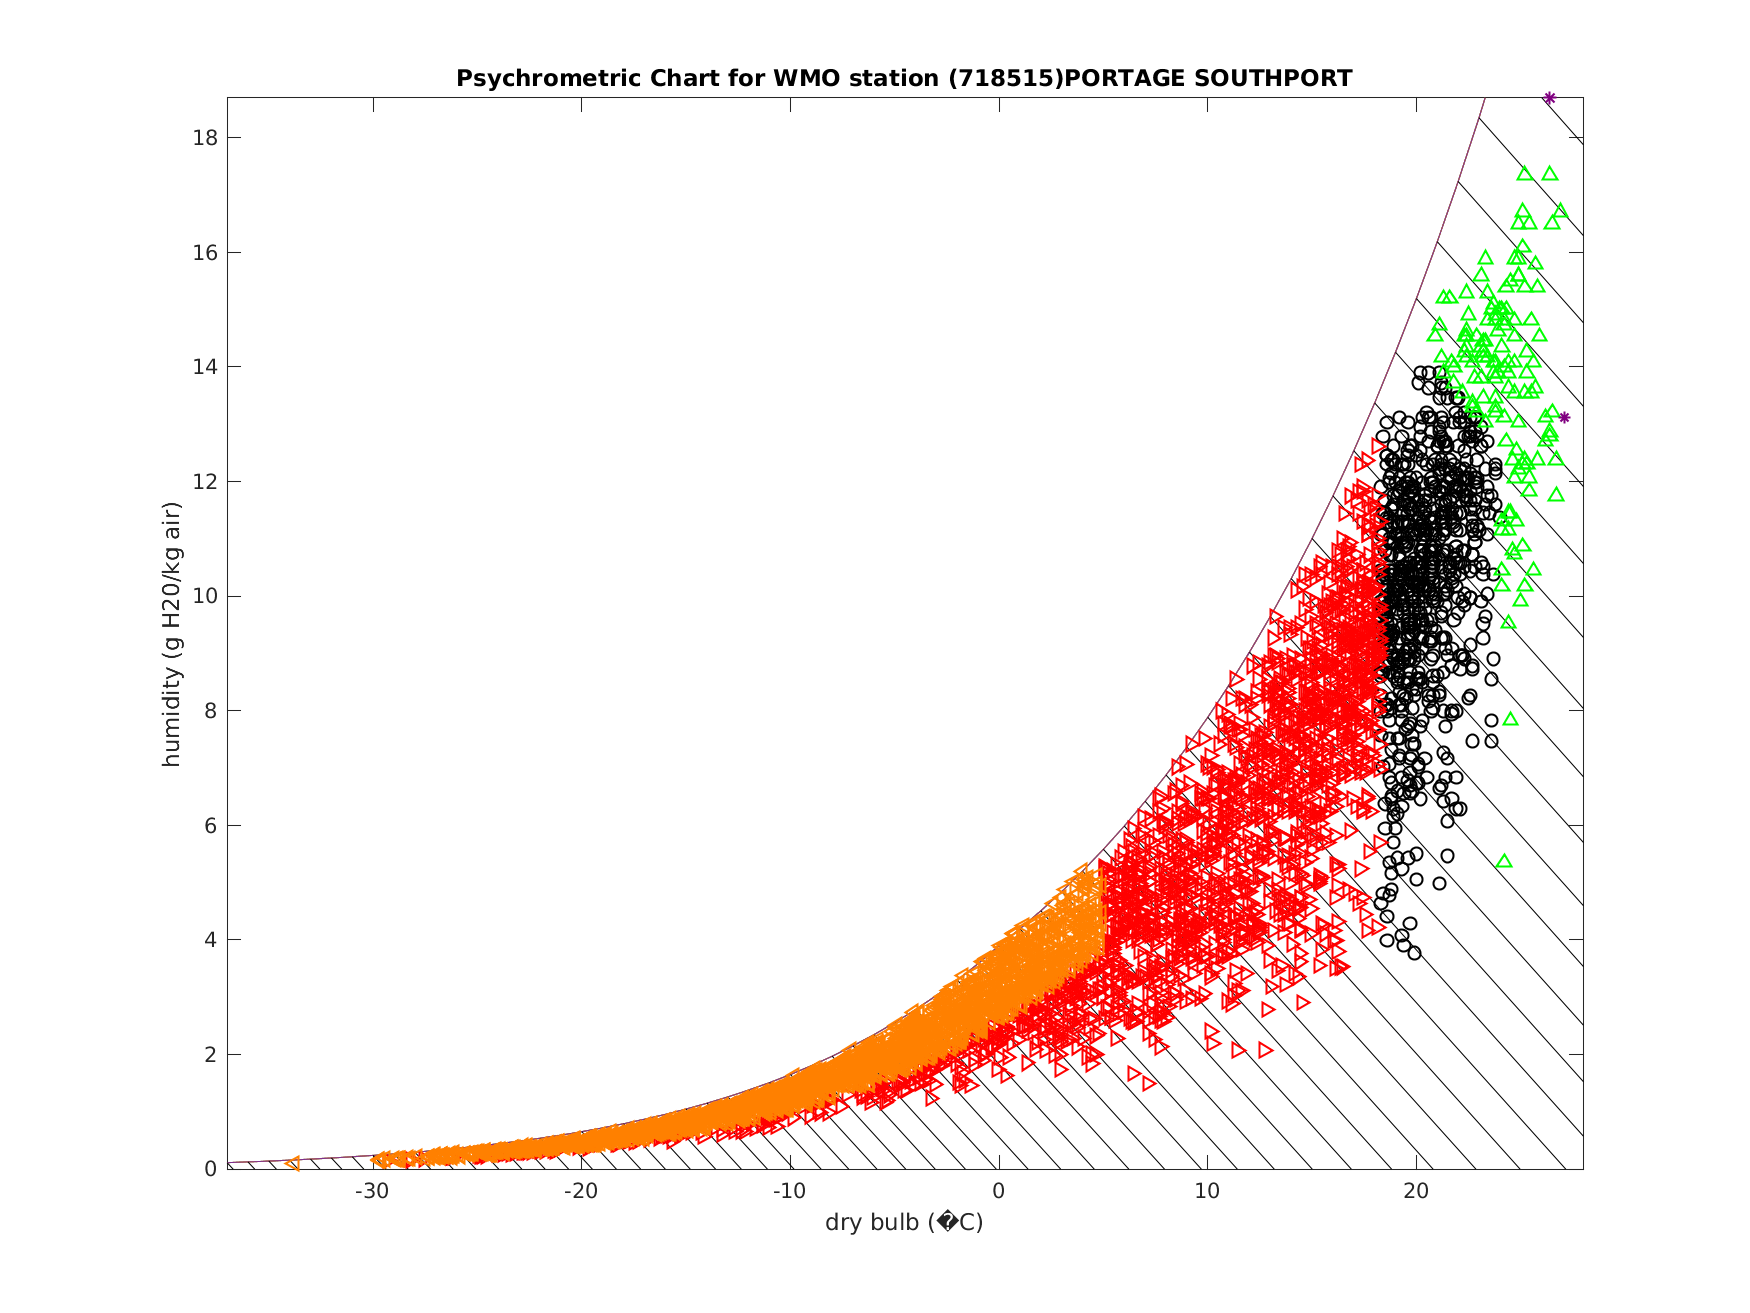 Psychrometric Chart for WMO station (718515)PORTAGE SOUTHPORT
18
16
14
12
10
8
6
4
2
0
humidity (g H20/kg air)
-30 -20 -10 0 10 20
dry bulb (�C)